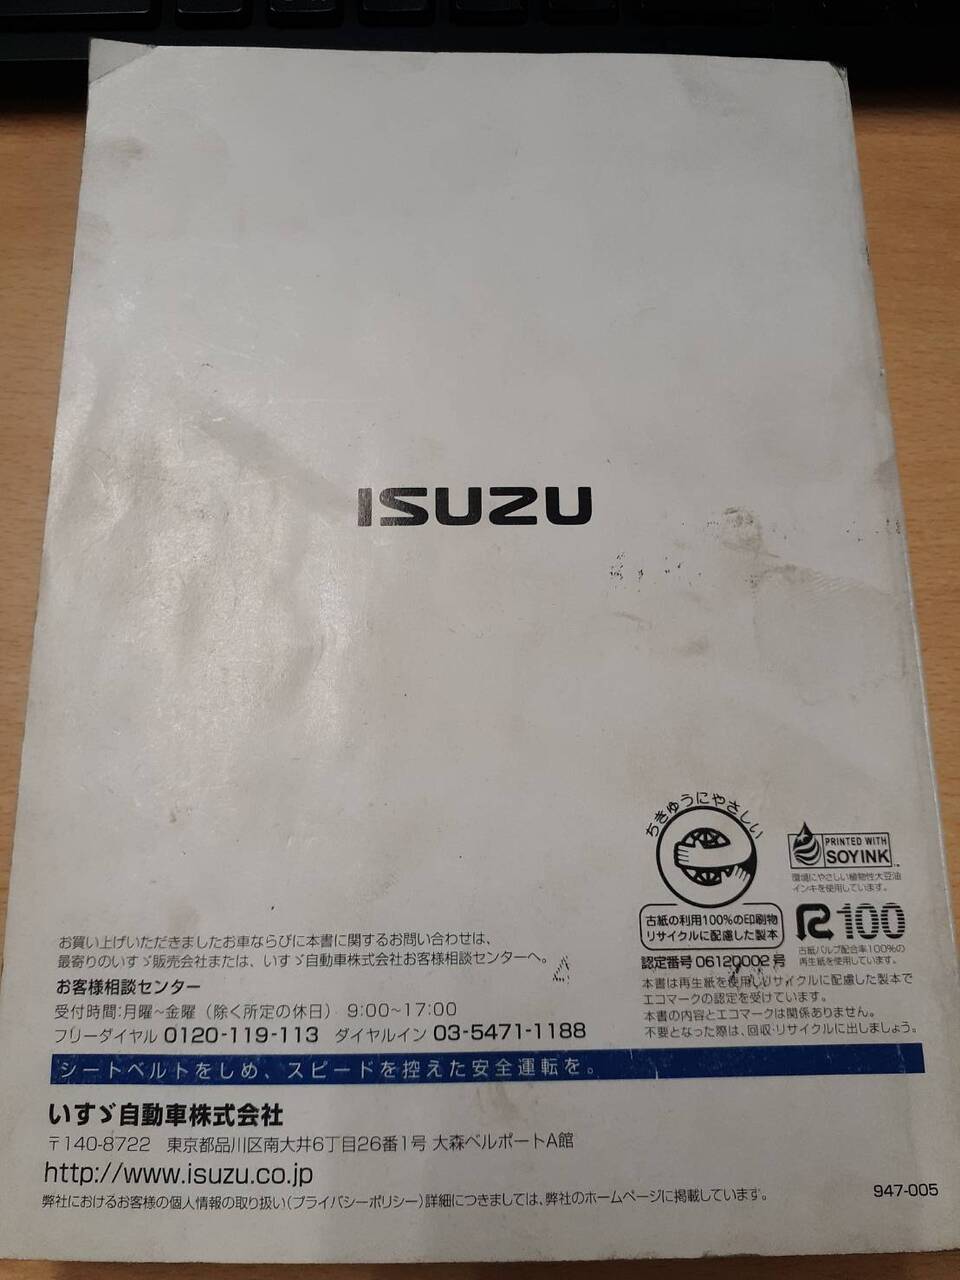 ISUZU
ちきゅうにやさしい
古紙の利用100%の印刷物
リサイクルに配慮した製本
認定番号 06120002 号
本書は再生紙を使用しリサイクルに配慮した製本で
エコマークの認定を受けています。
本書の内容とエコマークは関係ありません。
不要となった際は、回収・リサイクルに出しましょう。
PRINTED WITH
SOY INK
TM
環境にやさしい植物性大豆油
インキを使用しています。
R100
古紙パルプ配合率100%の
再生紙を使用しています。
お買い上げいただきましたお車ならびに本書に関するお問い合わせは、
最寄りのいすゞ販売会社または、いすゞ自動車株式会社お客様相談センターへ。
お客様相談センター
受付時間:月曜~金曜（除く所定の休日） 9:00~17:00
フリーダイヤル 0120-119-113 ダイヤルイン 03-5471-1188
シートベルトをしめ、スピードを控えた安全運転を。
いすゞ自動車株式会社
〒140-8722 東京都品川区南大井6丁目26番1号 大森ベルポートA館
http://www.isuzu.co.jp
弊社におけるお客様の個人情報の取り扱い（プライバシーポリシー）詳細につきましては、弊社のホームページに掲載しています。
947-005